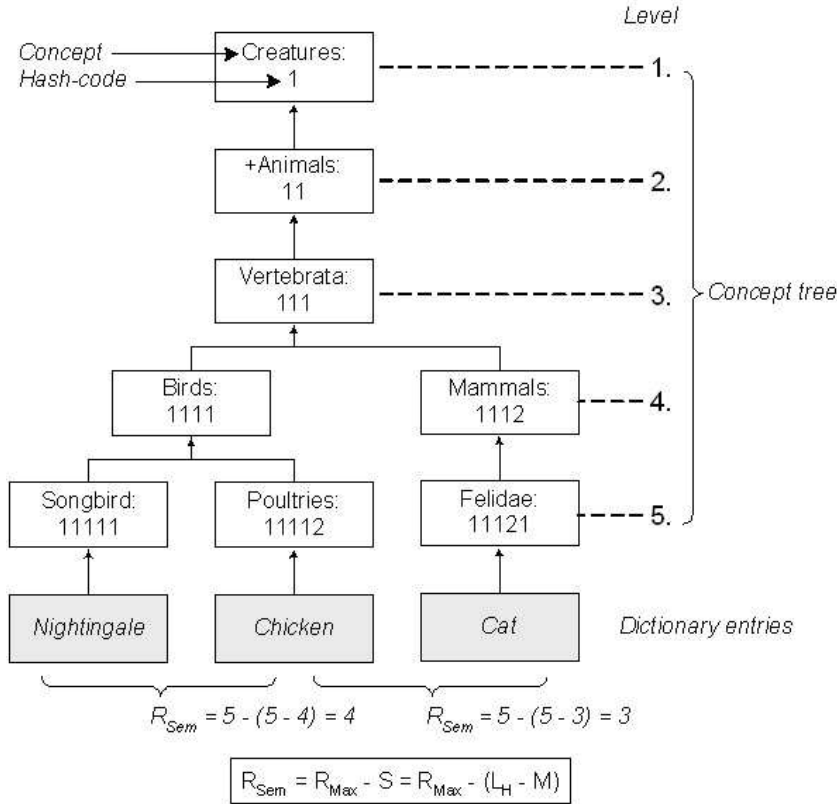 Level
Concept
Creatures:
1.
Hash-code
1
+Animals:
11
2.
Vertebrata:
111
3.
Concept tree
Birds:
1111
Mammals:
1112
4.
Songbird:
11111
Poultries:
11112
Felidae:
11121
5.
Nightingale
Chicken
Cat
Dictionary entries
R_Sem = 5 - (5 - 4) = 4
R_Sem = 5 - (5 - 3) = 3
R_Sem = R_Max - S = R_Max - (L_H - M)